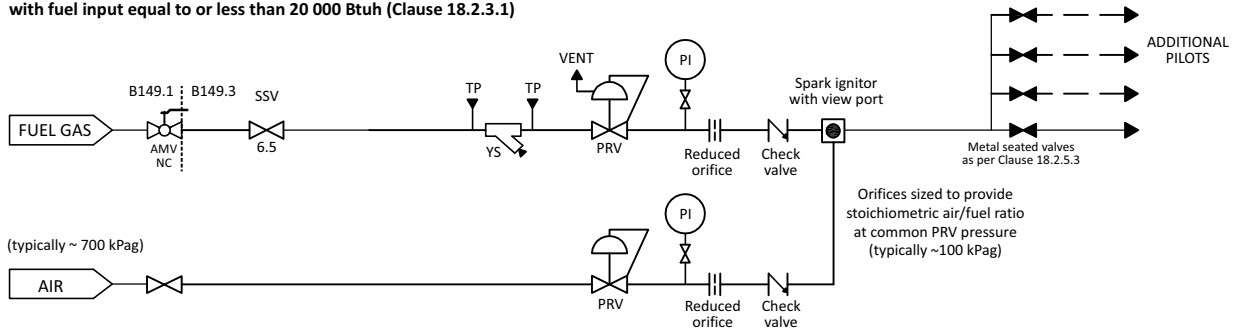 with fuel input equal to or less than 20 000 Btuh (Clause 18.2.3.1)
VENT
PI
ADDITIONAL
PILOTS
B149.1
B149.3
SSV
TP
TP
Spark ignitor
with view port
FUEL GAS
AMV
NC
6.5
YS
PRV
Reduced
orifice
Check
valve
Metal seated valves
as per Clause 18.2.5.3
Orifices sized to provide
stoichiometric air/fuel ratio
at common PRV pressure
(typically ~100 kPag)
PI
(typically ~ 700 kPag)
AIR
PRV
Reduced
orifice
Check
valve